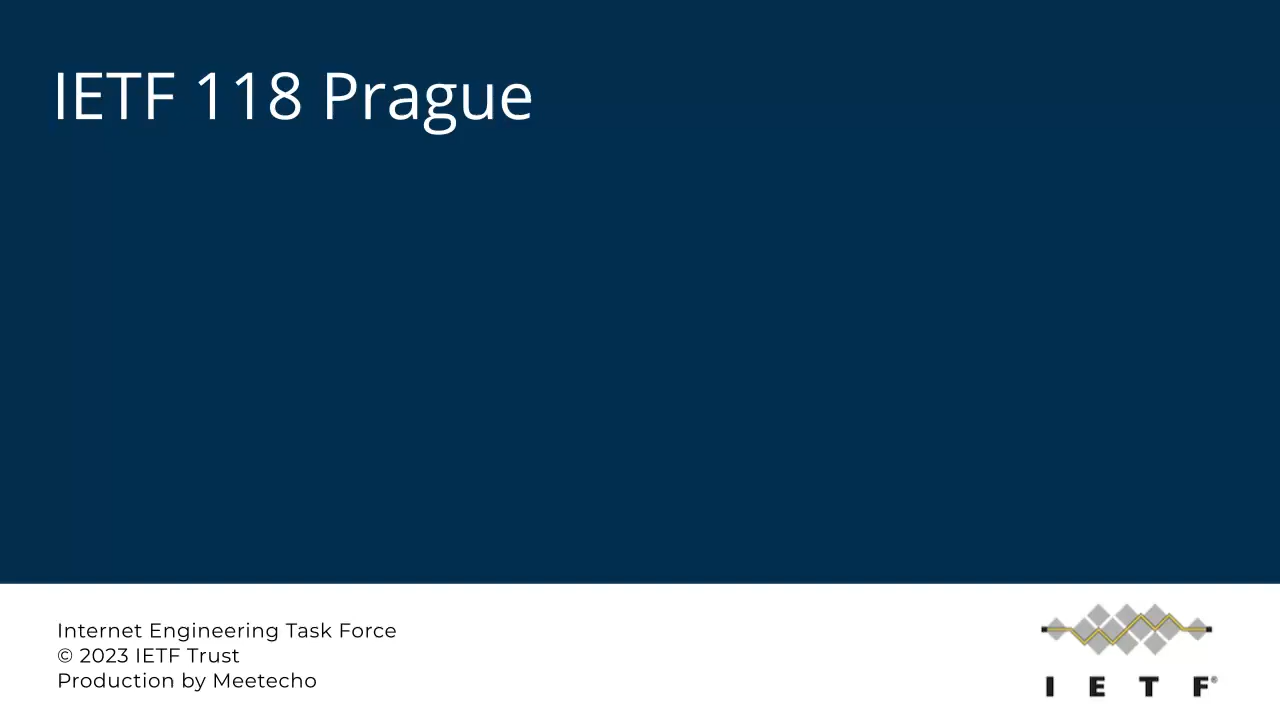 IETF 118 Prague
Internet Engineering Task Force
© 2023 IETF Trust
Production by Meetecho
I E T F®